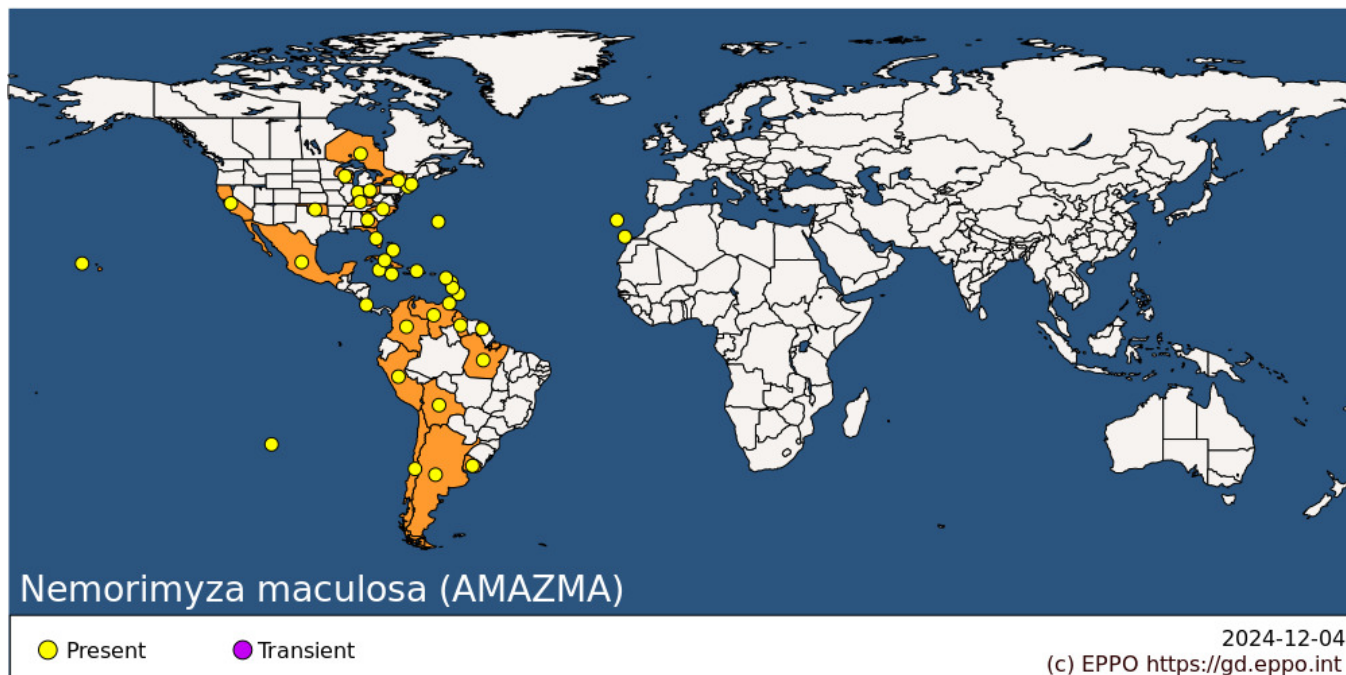 Nemorimyza maculosa (AMAZMA)
Present
Transient
2024-12-04
(c) EPPO https://gd.eppo.int